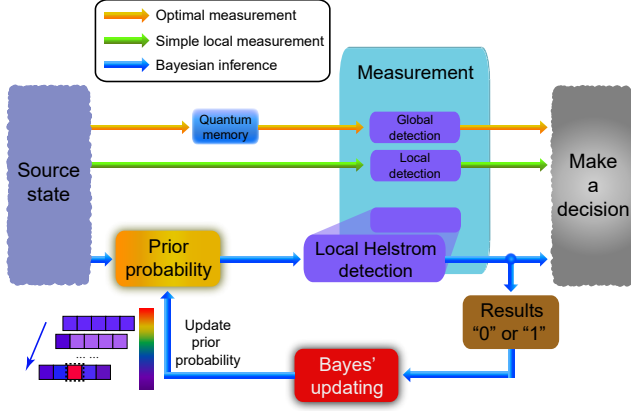 Optimal measurement
Simple local measurement
Bayesian inference
Measurement
Quantum
memory
Global
detection
Local
detection
Source
state
Make
a
decision
Prior
probability
Local Helstrom
detection
Results
“0” or “1”
Update
prior
probability
... ...
Bayes’
updating